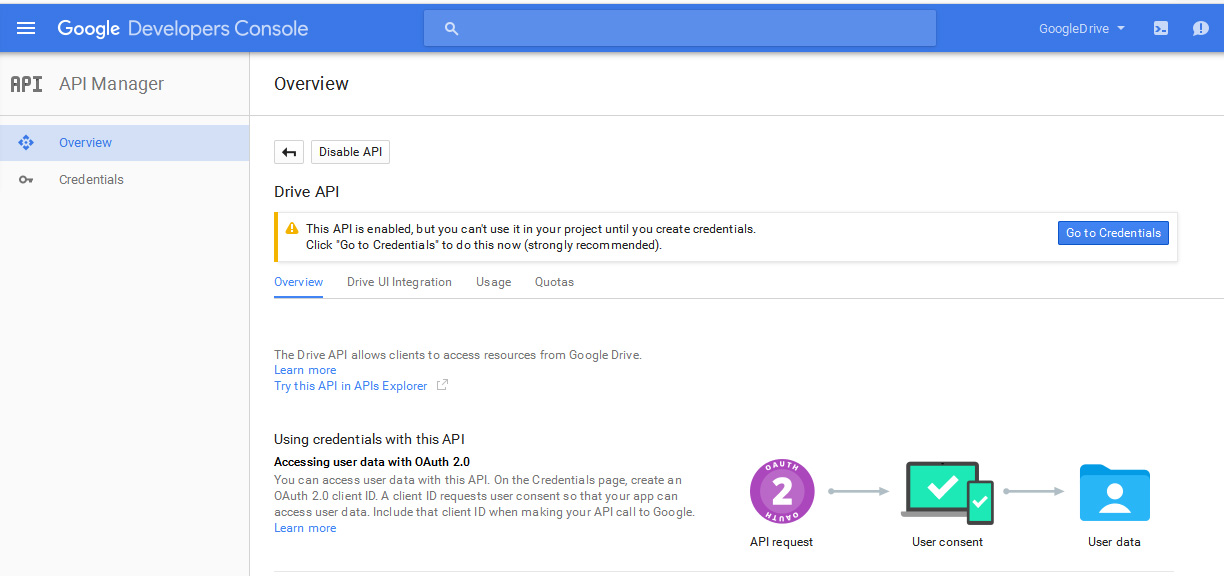 Google Developers Console
GoogleDrive
API API Manager
Overview
Overview
Credentials
Disable API
Drive API
This API is enabled, but you can't use it in your project until you create credentials.
Click "Go to Credentials" to do this now (strongly recommended).
Go to Credentials
Overview Drive UI Integration Usage Quotas
The Drive API allows clients to access resources from Google Drive.
Learn more
Try this API in APIs Explorer
Using credentials with this API
Accessing user data with OAuth 2.0
You can access user data with this API. On the Credentials page, create an
OAuth 2.0 client ID. A client ID requests user consent so that your app can
access user data. Include that client ID when making your API call to Google.
Learn more
OAUTH
2
OAUTH
API request
User consent
User data